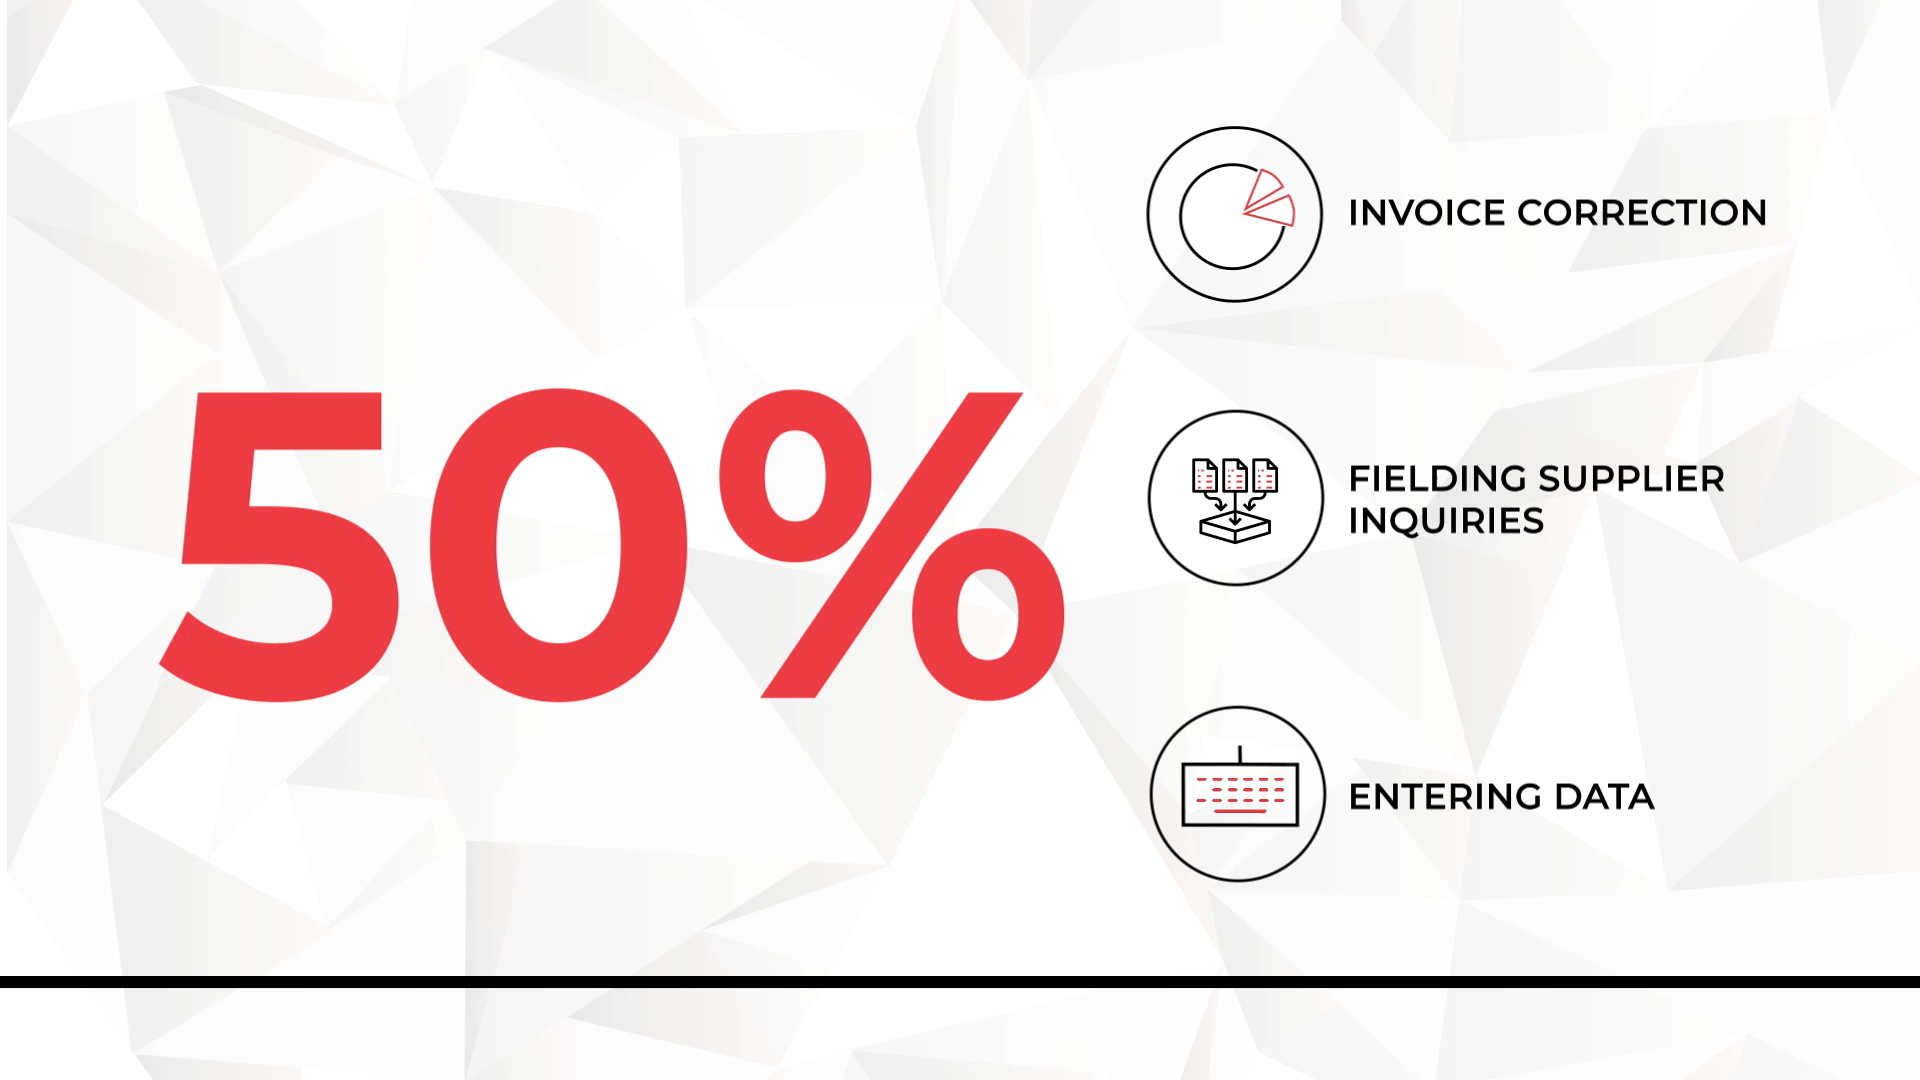 50%
INVOICE CORRECTION
FIELDING SUPPLIER
INQUIRIES
ENTERING DATA